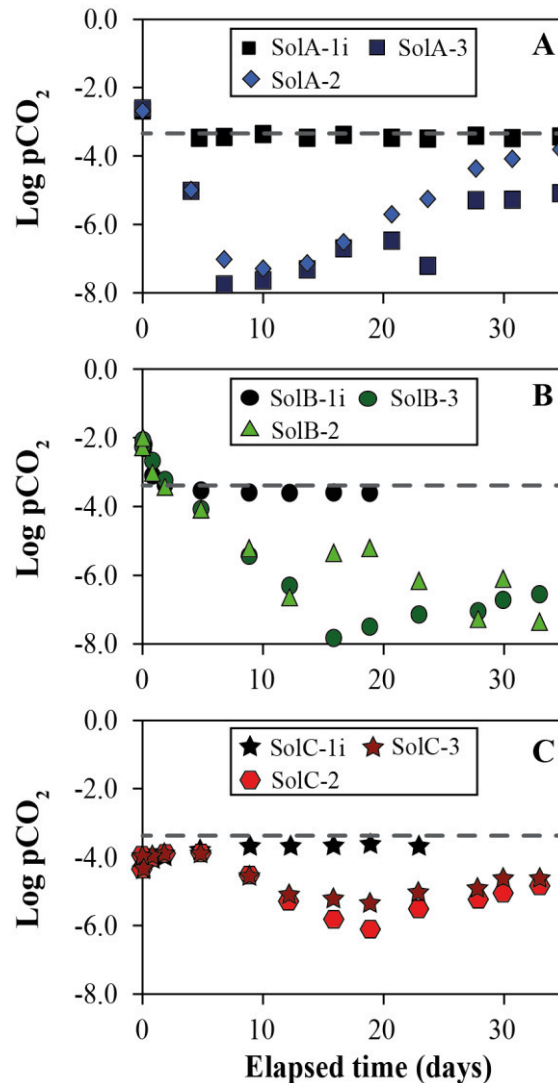 0.0
A
SolA-1i SolA-3
SolA-2
-2.0
-4.0
-6.0
-8.0
Log pCO2
0 10 20 30
0.0
B
SolB-1i SolB-3
SolB-2
-2.0
-4.0
-6.0
-8.0
Log pCO2
0 10 20 30
0.0
C
SolC-1i SolC-3
SolC-2
-2.0
-4.0
-6.0
-8.0
Log pCO2
0 10 20 30
Elapsed time (days)